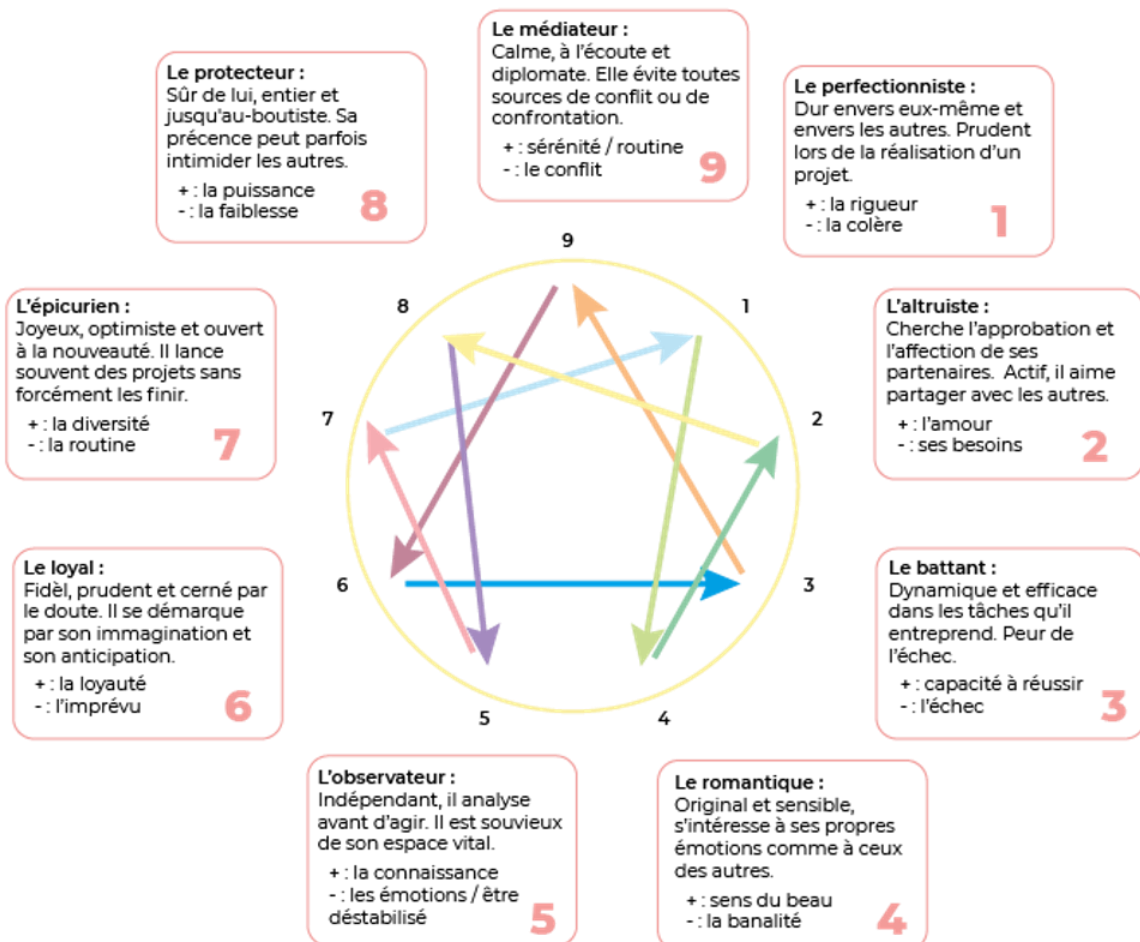 Le médiateur :
Calme, à l'écoute et
diplomate. Elle évite toutes
sources de conflit ou de
confrontation.
+ : sérénité / routine
- : le conflit
9
Le protecteur :
Sûr de lui, entier et
jusqu'au-boutiste. Sa
précence peut parfois
intimider les autres.
+ : la puissance
- : la faiblesse
8
Le perfectionniste :
Dur envers eux-même et
envers les autres. Prudent
lors de la réalisation d'un
projet.
+ : la rigueur
- : la colère
1
L'épicurien :
Joyeux, optimiste et ouvert
à la nouveauté. Il lance
souvent des projets sans
forcément les finir.
+ : la diversité
- : la routine
7
9
8
1
7
2
6
3
5
4
L'altruiste :
Cherche l'approbation et
l'affection de ses
partenaires. Actif, il aime
partager avec les autres.
+ : l'amour
- : ses besoins
2
Le loyal :
Fidèl, prudent et cerné par
le doute. Il se démarque
par son immagination et
son anticipation.
+ : la loyauté
- : l'imprévu
6
Le battant :
Dynamique et efficace
dans les tâches qu'il
entreprend. Peur de
l'échec.
+ : capacité à réussir
- : l'échec
3
L'observateur :
Indépendant, il analyse
avant d'agir. Il est souvieux
de son espace vital.
+ : la connaissance
- : les émotions / être
déstabilisé
5
Le romantique :
Original et sensible,
s'intéresse à ses propres
émotions comme à ceux
des autres.
+ : sens du beau
- : la banalité
4